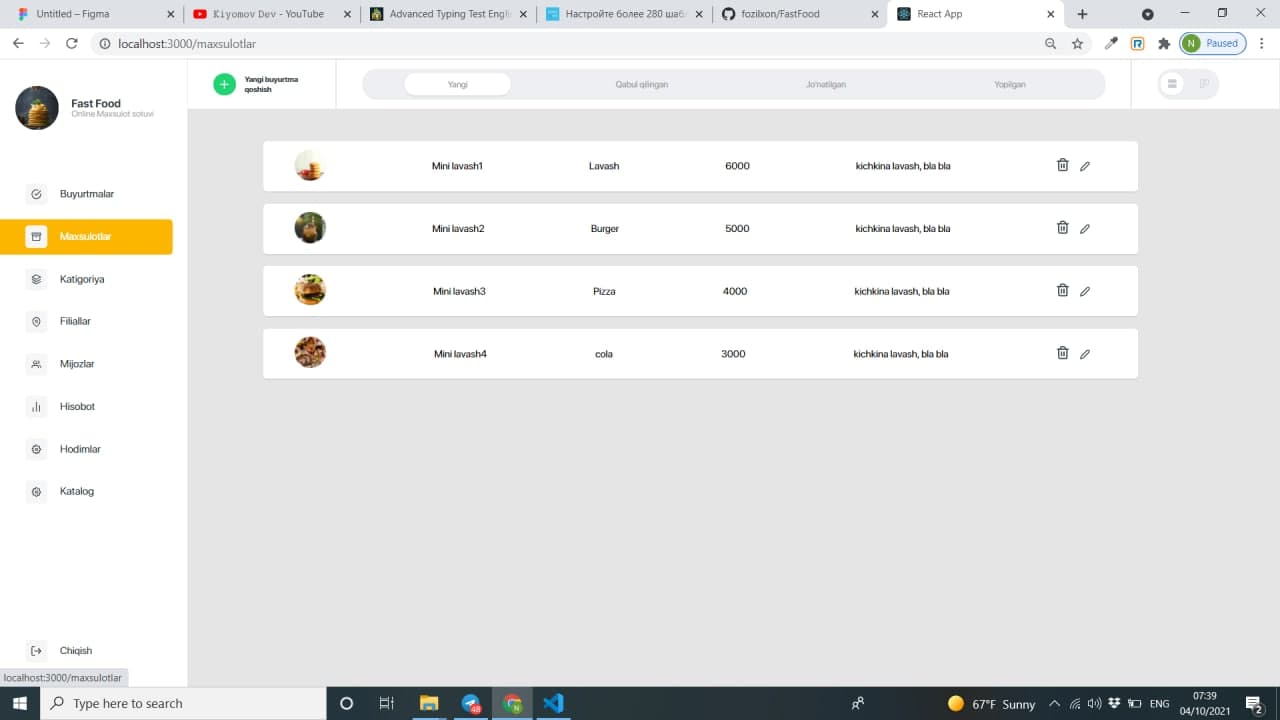 Untitled – Figma
Kiyomov Dev - YouTube
Advanced Typing Test Engli
Настройте более 280 шабл
fozilxon/FastFood
React App
localhost:3000/maxsulotlar
N
Paused
Fast Food
Online Maxsulot sotuvi
Yangi buyurtma
qoshish
Yangi
Qabul qilingan
Jo'natilgan
Yopilgan
Buyurtmalar
Maxsulotlar
Katigoriya
Filiallar
Mijozlar
Hisobot
Hodimlar
Katalog
Chiqish
Mini lavash1 Lavash 6000 kichkina lavash, bla bla
Mini lavash2 Burger 5000 kichkina lavash, bla bla
Mini lavash3 Pizza 4000 kichkina lavash, bla bla
Mini lavash4 cola 3000 kichkina lavash, bla bla
localhost:3000/maxsulotlar
Type here to search
48
67°F Sunny
ENG
07:39
04/10/2021
2